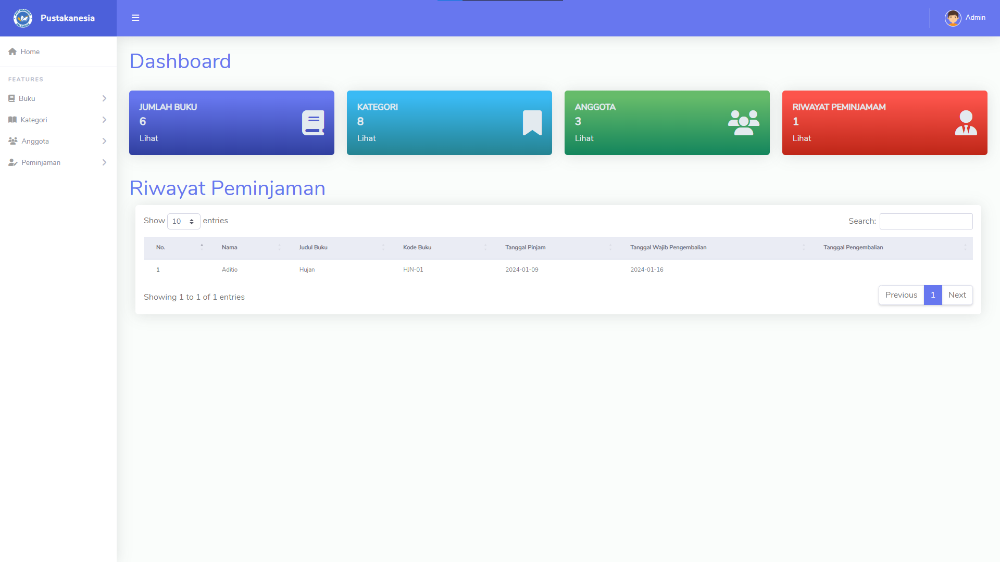 Pustakanesia
Admin
Home
FEATURES
Buku
Kategori
Anggota
Peminjaman
Dashboard
JUMLAH BUKU
6
Lihat
KATEGORI
8
Lihat
ANGGOTA
3
Lihat
RIWAYAT PEMINJAMAM
1
Lihat
Riwayat Peminjaman
Show 10 entries
Search:
No. Nama Judul Buku Kode Buku Tanggal Pinjam Tanggal Wajib Pengembalian Tanggal Pengembalian
1 Aditio Hujan HJN-01 2024-01-09 2024-01-16
Showing 1 to 1 of 1 entries
Previous 1 Next